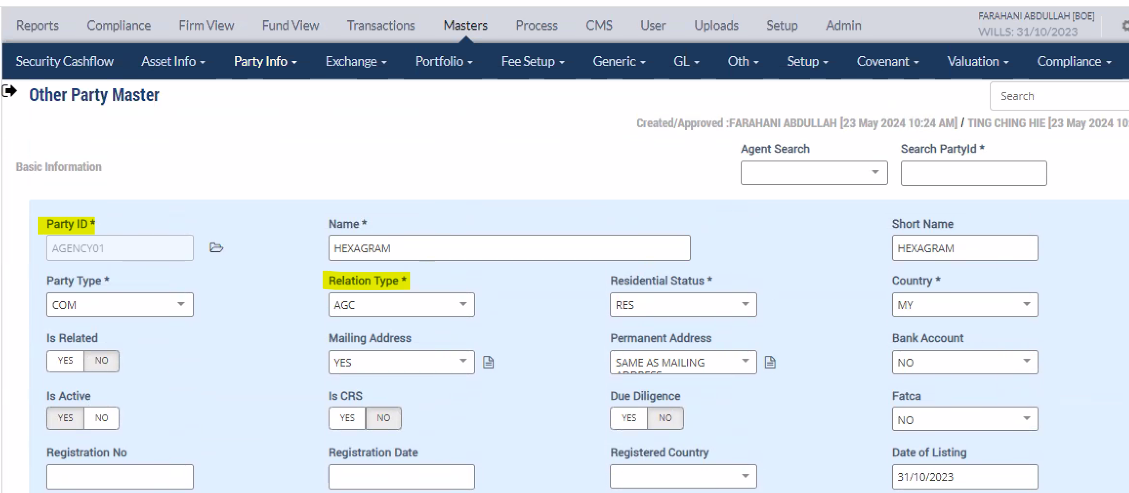 Reports Compliance Firm View Fund View Transactions Masters Process CMS User Uploads Setup Admin FARAHANI ABDULLAH [BOE]
WILLS: 31/10/2023
Security Cashflow Asset Info Party Info Exchange Portfolio Fee Setup Generic GL Oth Setup Covenant Valuation Compliance
Other Party Master Search
Created/Approved :FARAHANI ABDULLAH [23 May 2024 10:24 AM] / TING CHING HIE [23 May 2024 10:
Agent Search Search PartyId *
Basic Information
Party ID * Name * Short Name
AGENCY01 HEXAGRAM HEXAGRAM
Party Type * Relation Type * Residential Status * Country *
COM AGC RES MY
Is Related Mailing Address Permanent Address Bank Account
YES NO YES SAME AS MAILING NO
ADDRESS
Is Active Is CRS Due Diligence Fatca
YES NO YES NO YES NO NO
Registration No Registration Date Registered Country Date of Listing
31/10/2023